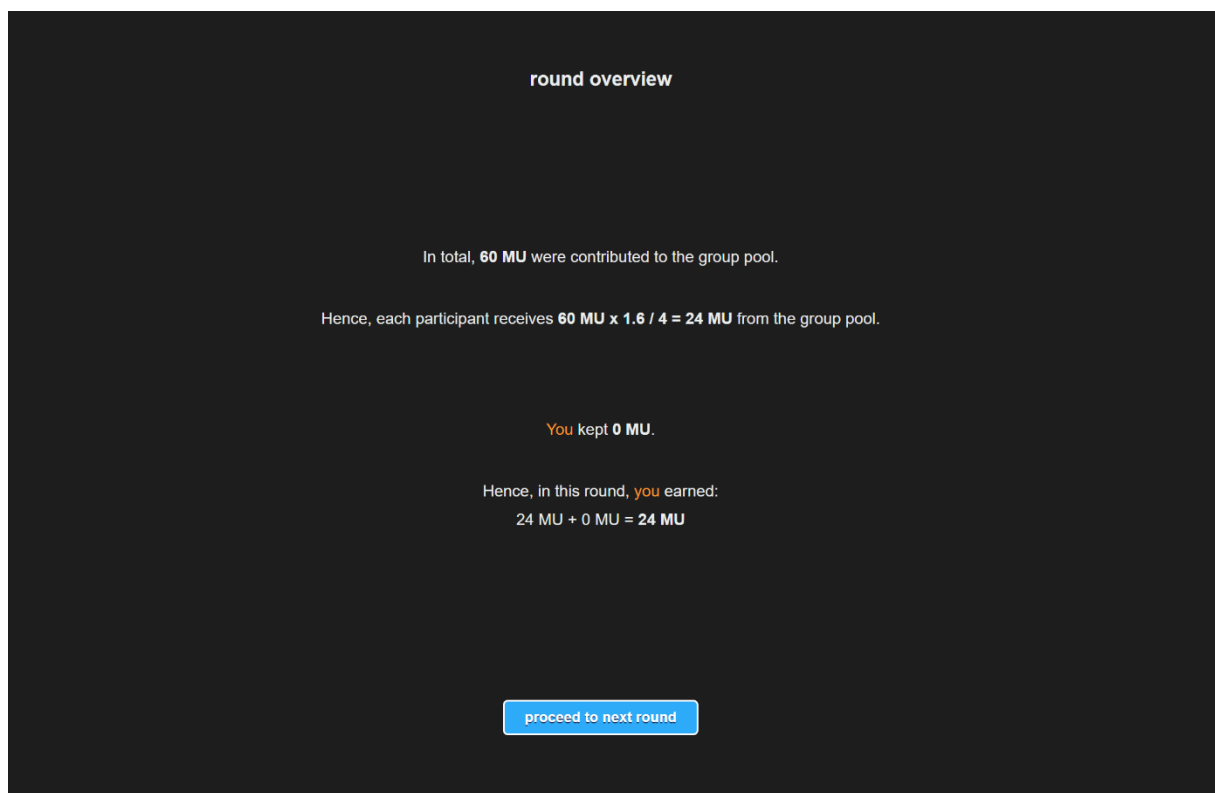 round overview
In total, 60 MU were contributed to the group pool.
Hence, each participant receives 60 MU x 1.6 / 4 = 24 MU from the group pool.
You kept 0 MU.
Hence, in this round, you earned:
24 MU + 0 MU = 24 MU
proceed to next round